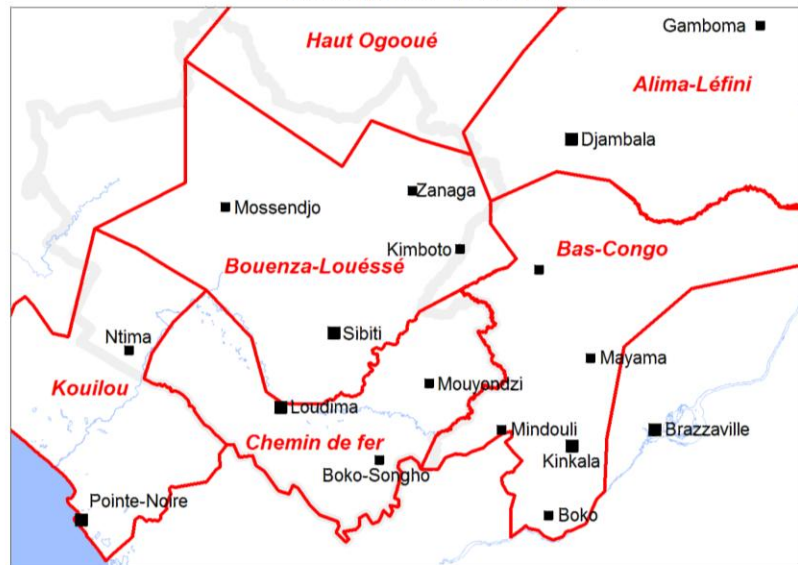 Gamboma
Haut Ogooué
Alima-Léfini
Djambala
Zanaga
Mossendjo
Kimboto
Bas-Congo
Bouenza-Louéssé
Ntima
Sibiti
Mayama
Kouilou
Mouyondzi
Loudima
Mindouli
Brazzaville
Chemin de fer
Kinkala
Boko-Songho
Pointe-Noire
Boko